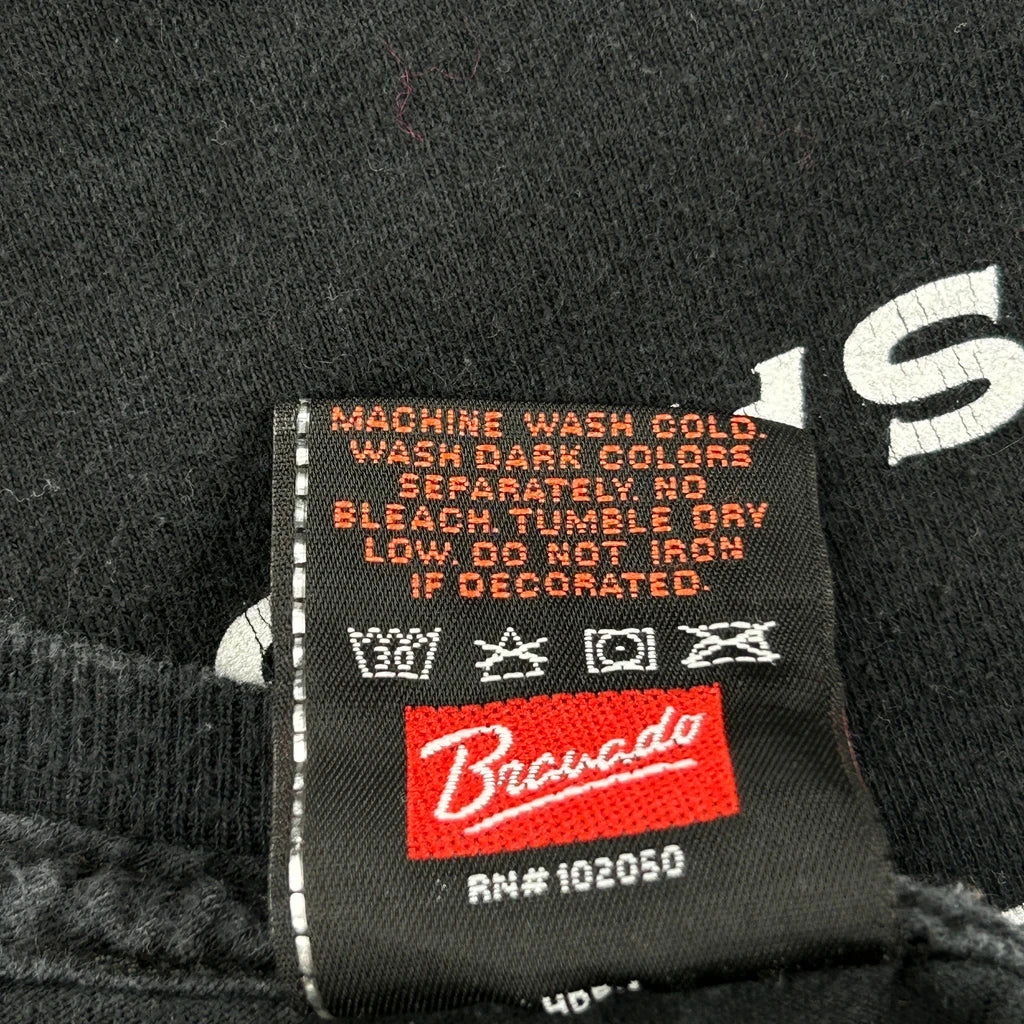 MACHINE WASH COLD.
WASH DARK COLORS
SEPARATELY. NO
BLEACH. TUMBLE DRY
LOW. DO NOT IRON
IF DECORATED.
30
Bravado
RN# 102050